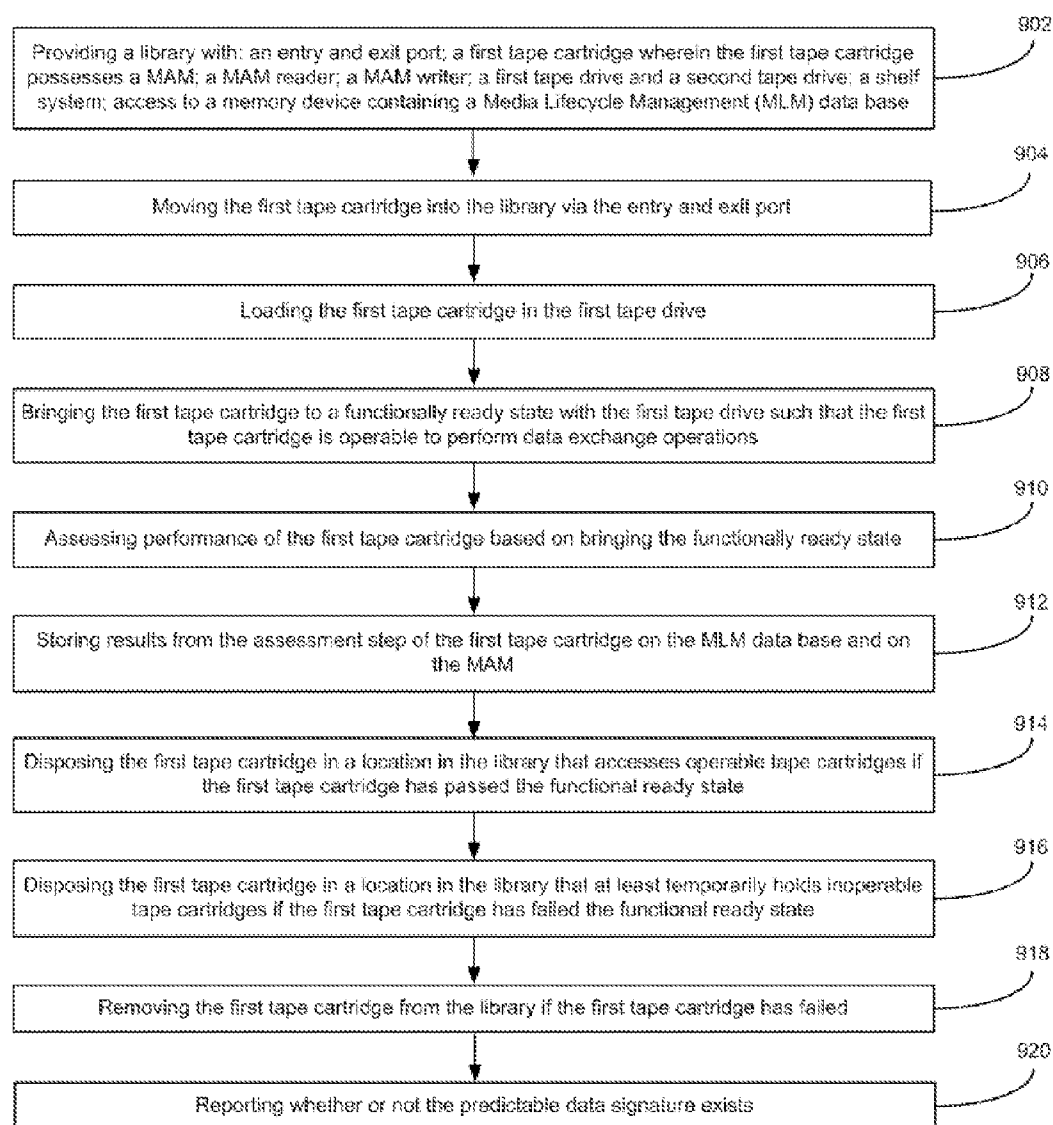 902
Providing a library with: an entry and exit port; a first tape cartridge wherein the first tape cartridge
possesses a MAM; a MAM reader; a MAM writer; a first tape drive and a second tape drive; a shelf
system; access to a memory device containing a Media Lifecycle Management (MLM) data base
904
Moving the first tape cartridge into the library via the entry and exit port
906
Loading the first tape cartridge in the first tape drive
908
Bringing the first tape cartridge to a functionally ready state with the first tape drive such that the first
tape cartridge is operable to perform data exchange operations
910
Assessing performance of the first tape cartridge based on bringing the functionally ready state
912
Storing results from the assessment step of the first tape cartridge on the MLM data base and on
the MAM
914
Disposing the first tape cartridge in a location in the library that accesses operable tape cartridges if
the first tape cartridge has passed the functional ready state
916
Disposing the first tape cartridge in a location in the library that at least temporarily holds inoperable
tape cartridges if the first tape cartridge has failed the functional ready state
918
Removing the first tape cartridge from the library if the first tape cartridge has failed
920
Reporting whether or not the predictable data signature exists